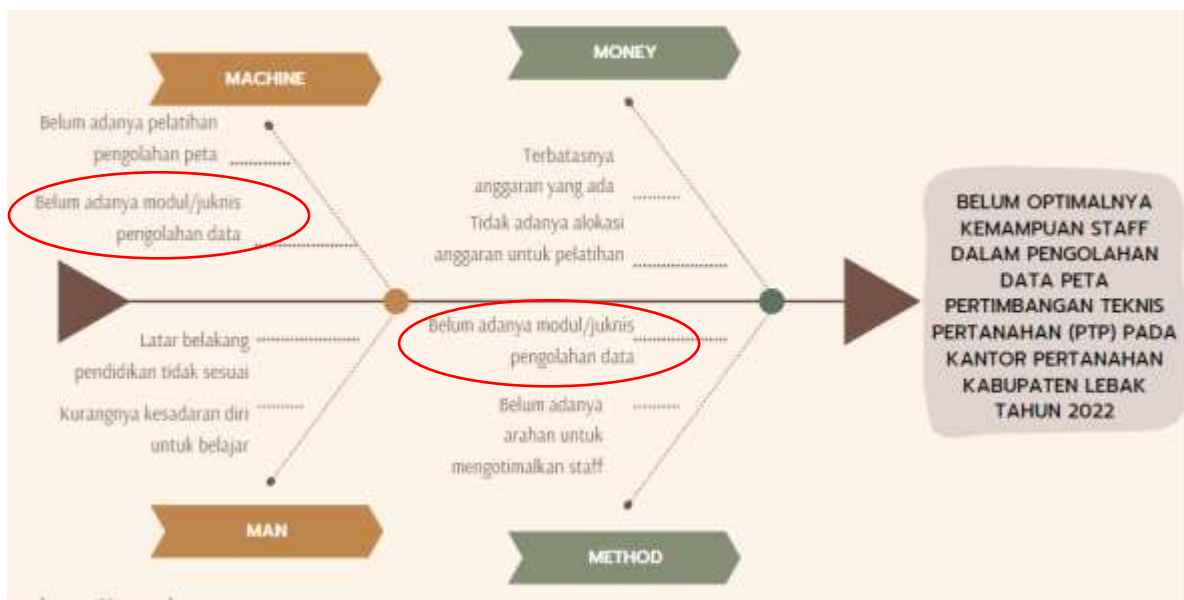 MACHINE
Belum adanya pelatihan
pengolahan peta
Belum adanya modul/juknis
pengolahan data
MONEY
Terbatasnya
anggaran yang ada
Tidak adanya alokasi
anggaran untuk pelatihan
Latar belakang
pendidikan tidak sesuai
Kurangnya kesadaran diri
untuk belajar
MAN
Belum adanya modul/juknis
pengolahan data
Belum adanya
arahan untuk
mengotimalkan staff
METHOD
BELUM OPTIMALNYA
KEMAMPUAN STAFF
DALAM PENGOLAHAN
DATA PETA
PERTIMBANGAN TEKNIS
PERTANAHAN (PTP) PADA
KANTOR PERTANAHAN
KABUPATEN LEBAK
TAHUN 2022